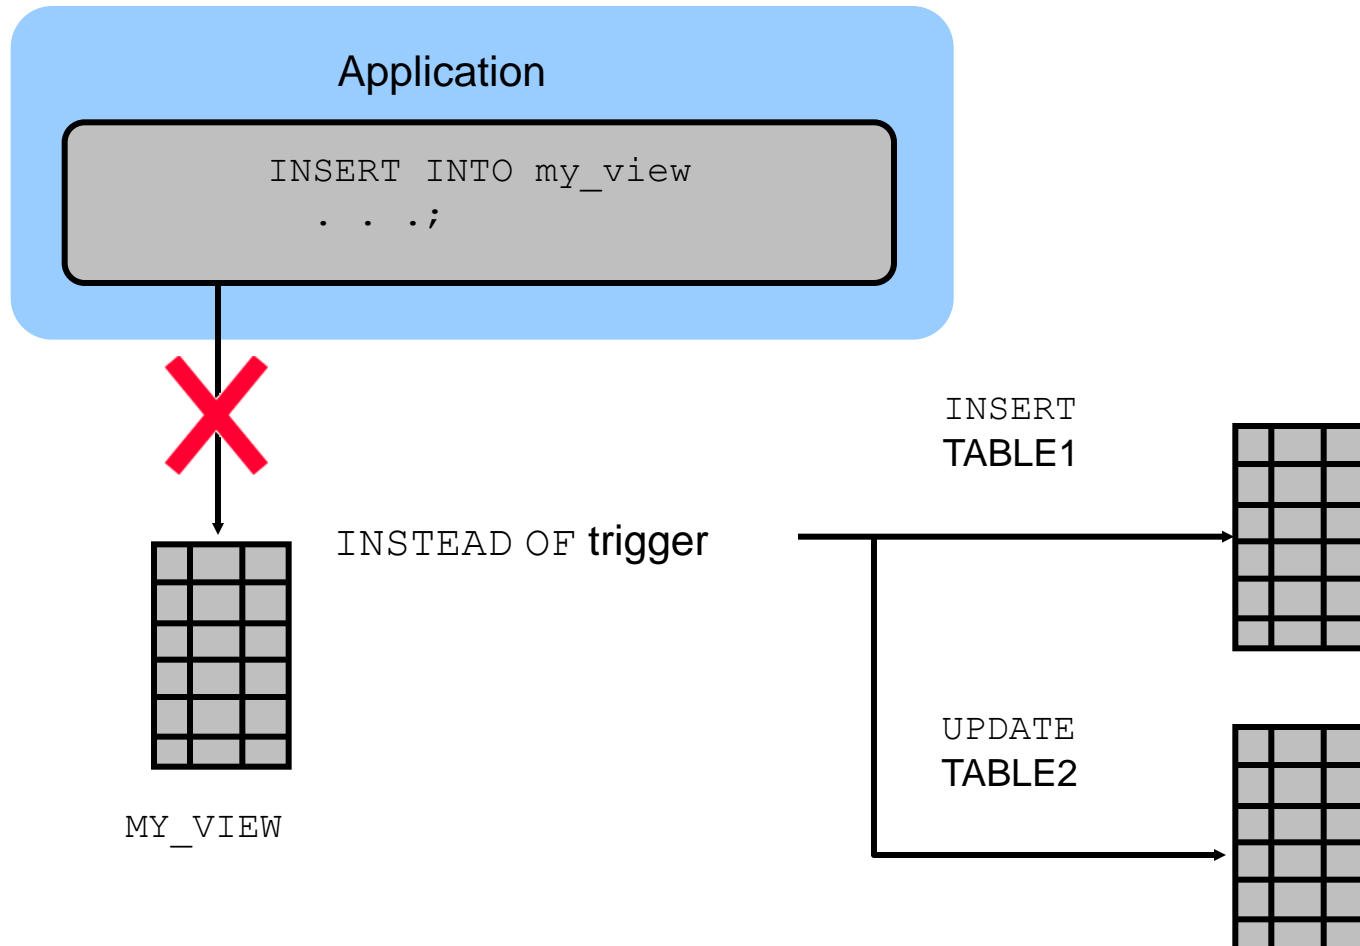 Application
INSERT INTO my_view
. . .;
INSERT
TABLE1
INSTEAD OF trigger
UPDATE
TABLE2
MY_VIEW